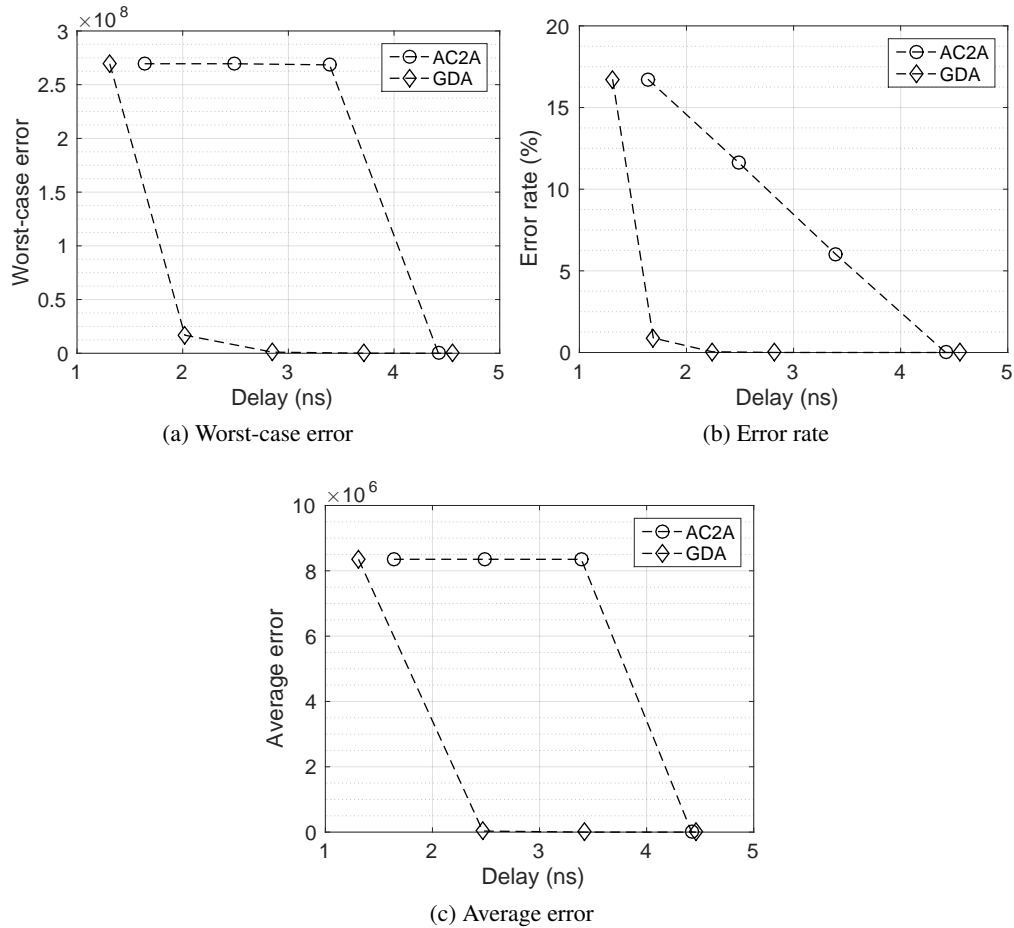 ×10^8
3
2.5
2
1.5
1
0.5
0
Worst-case error
AC2A
GDA
1 2 3 4 5
Delay (ns)
(a) Worst-case error
20
15
10
5
0
Error rate (%)
AC2A
GDA
1 2 3 4 5
Delay (ns)
(b) Error rate
×10^6
10
8
6
4
2
0
Average error
AC2A
GDA
1 2 3 4 5
Delay (ns)
(c) Average error